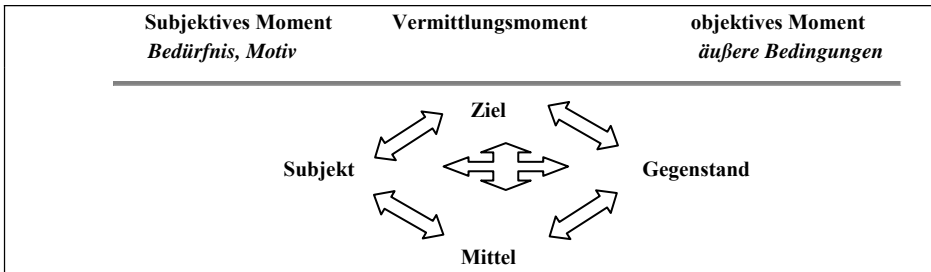 Subjektives Moment Vermittlungsmoment objektives Moment
Bedürfnis, Motiv äußere Bedingungen
Ziel
Subjekt Gegenstand
Mittel